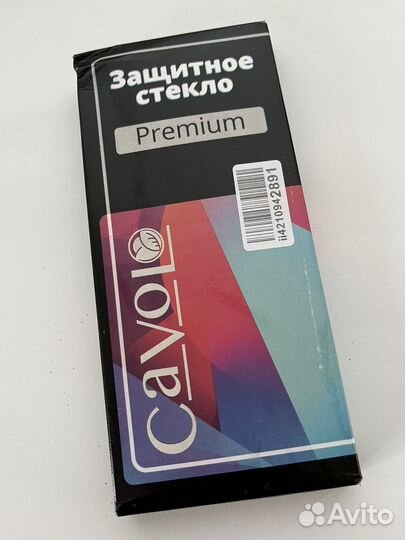 Защитное
стекло
Premium
ii4210942891
Cavolo
Avito